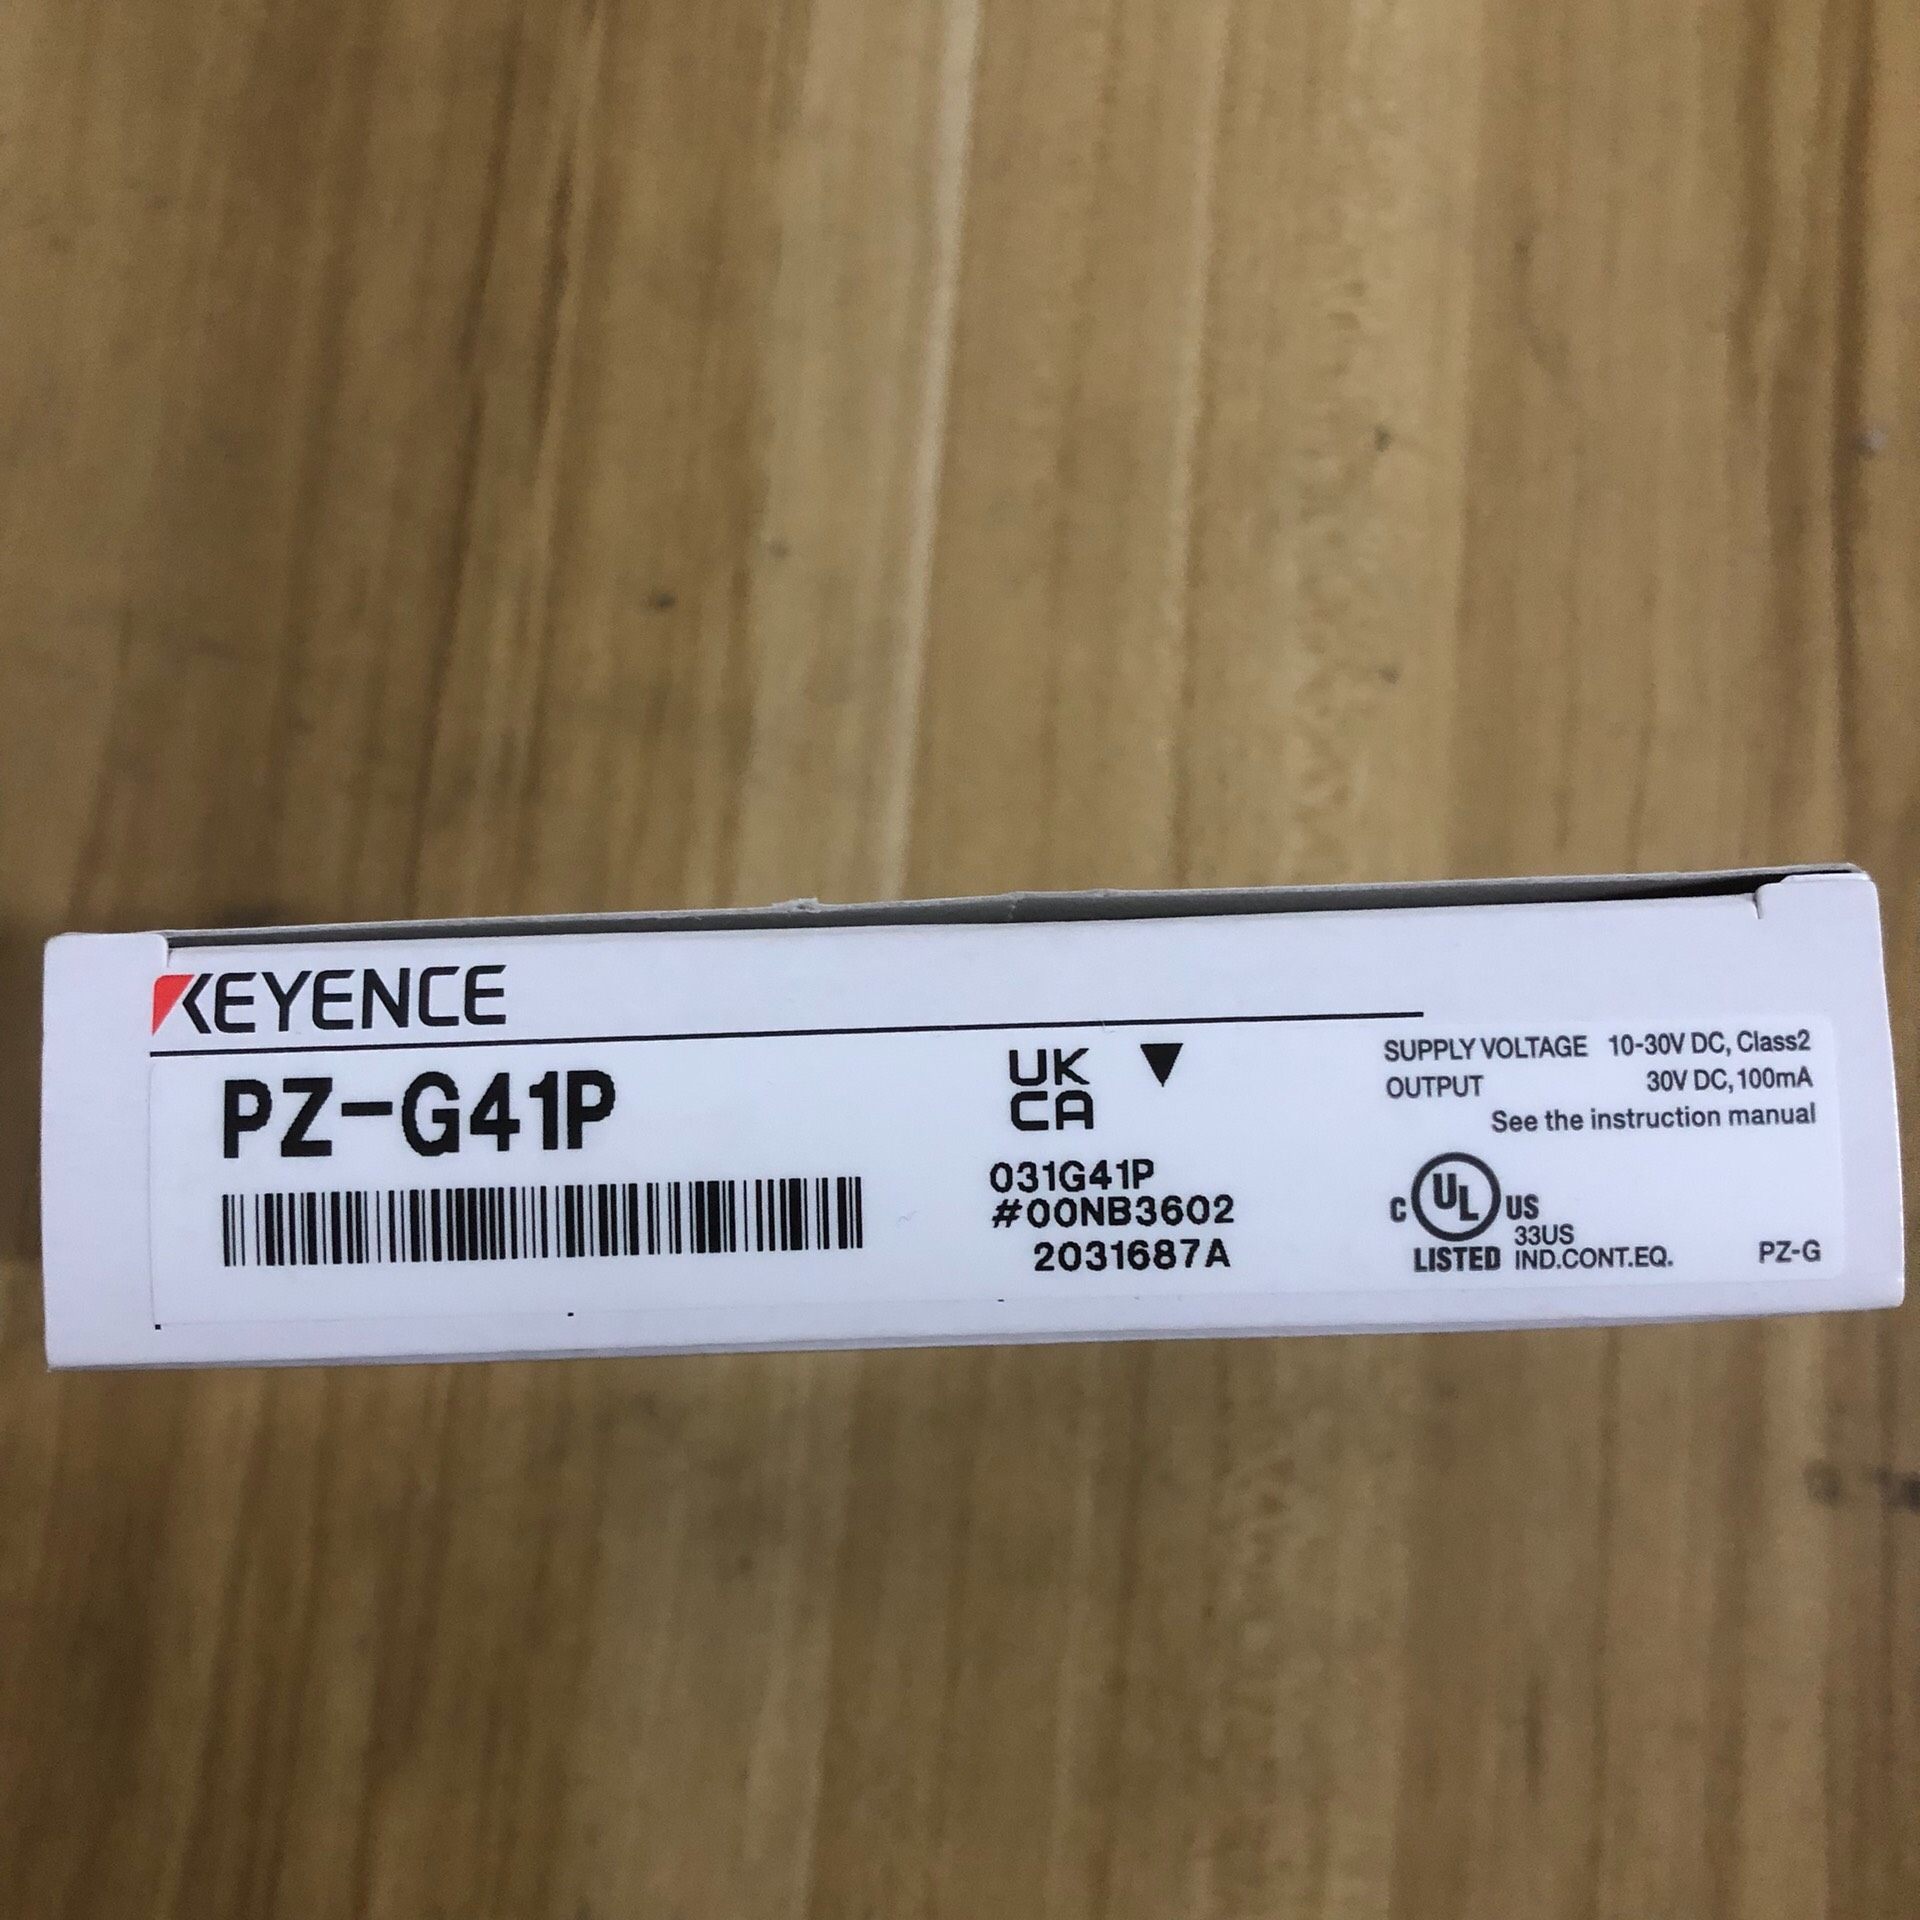 KEYENCE
PZ-G41P
UK
CA
031G41P
#00NB3602
2031687A
SUPPLY VOLTAGE 10-30V DC, Class2
OUTPUT 30V DC, 100mA
See the instruction manual
C UL US
33US
LISTED IND.CONT.EQ.
PZ-G